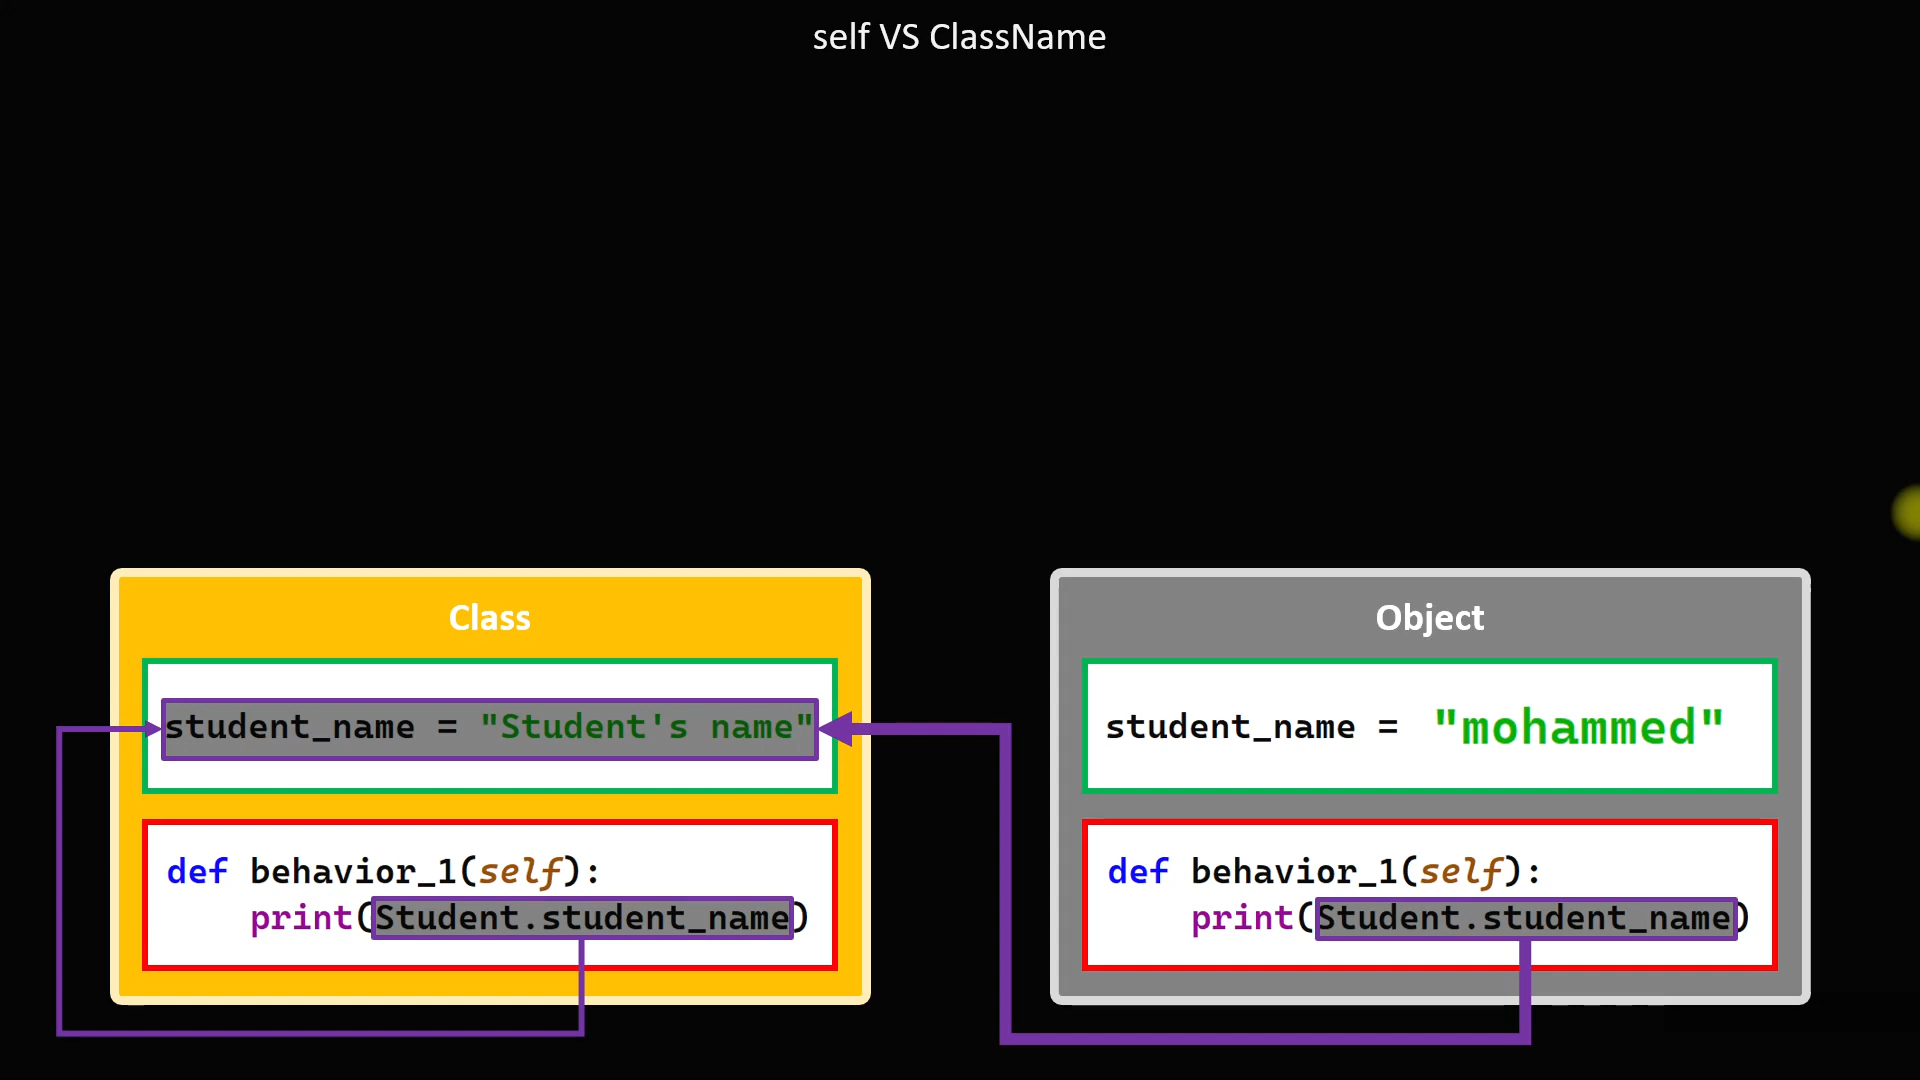 self VS ClassName
Class
student_name = "Student's name"
def behavior_1(self):
print(Student.student_name)
Object
student_name = "mohammed"
def behavior_1(self):
print(Student.student_name)